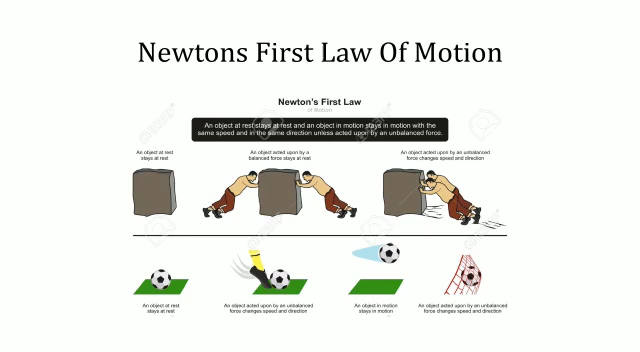 Newtons First Law Of Motion
Newton's First Law
of Motion
An object at rest stays at rest and an object in motion stays in motion with the
same speed and in the same direction unless acted upon by an unbalanced force.
An object at rest
stays at rest
An object acted upon by a
balanced force stays at rest
An object acted upon by an unbalanced
force changes speed and direction
An object at rest
stays at rest
An object acted upon by an unbalanced
force changes speed and direction
An object in motion
stays in motion
An object acted upon by an unbalanced
force changes speed and direction